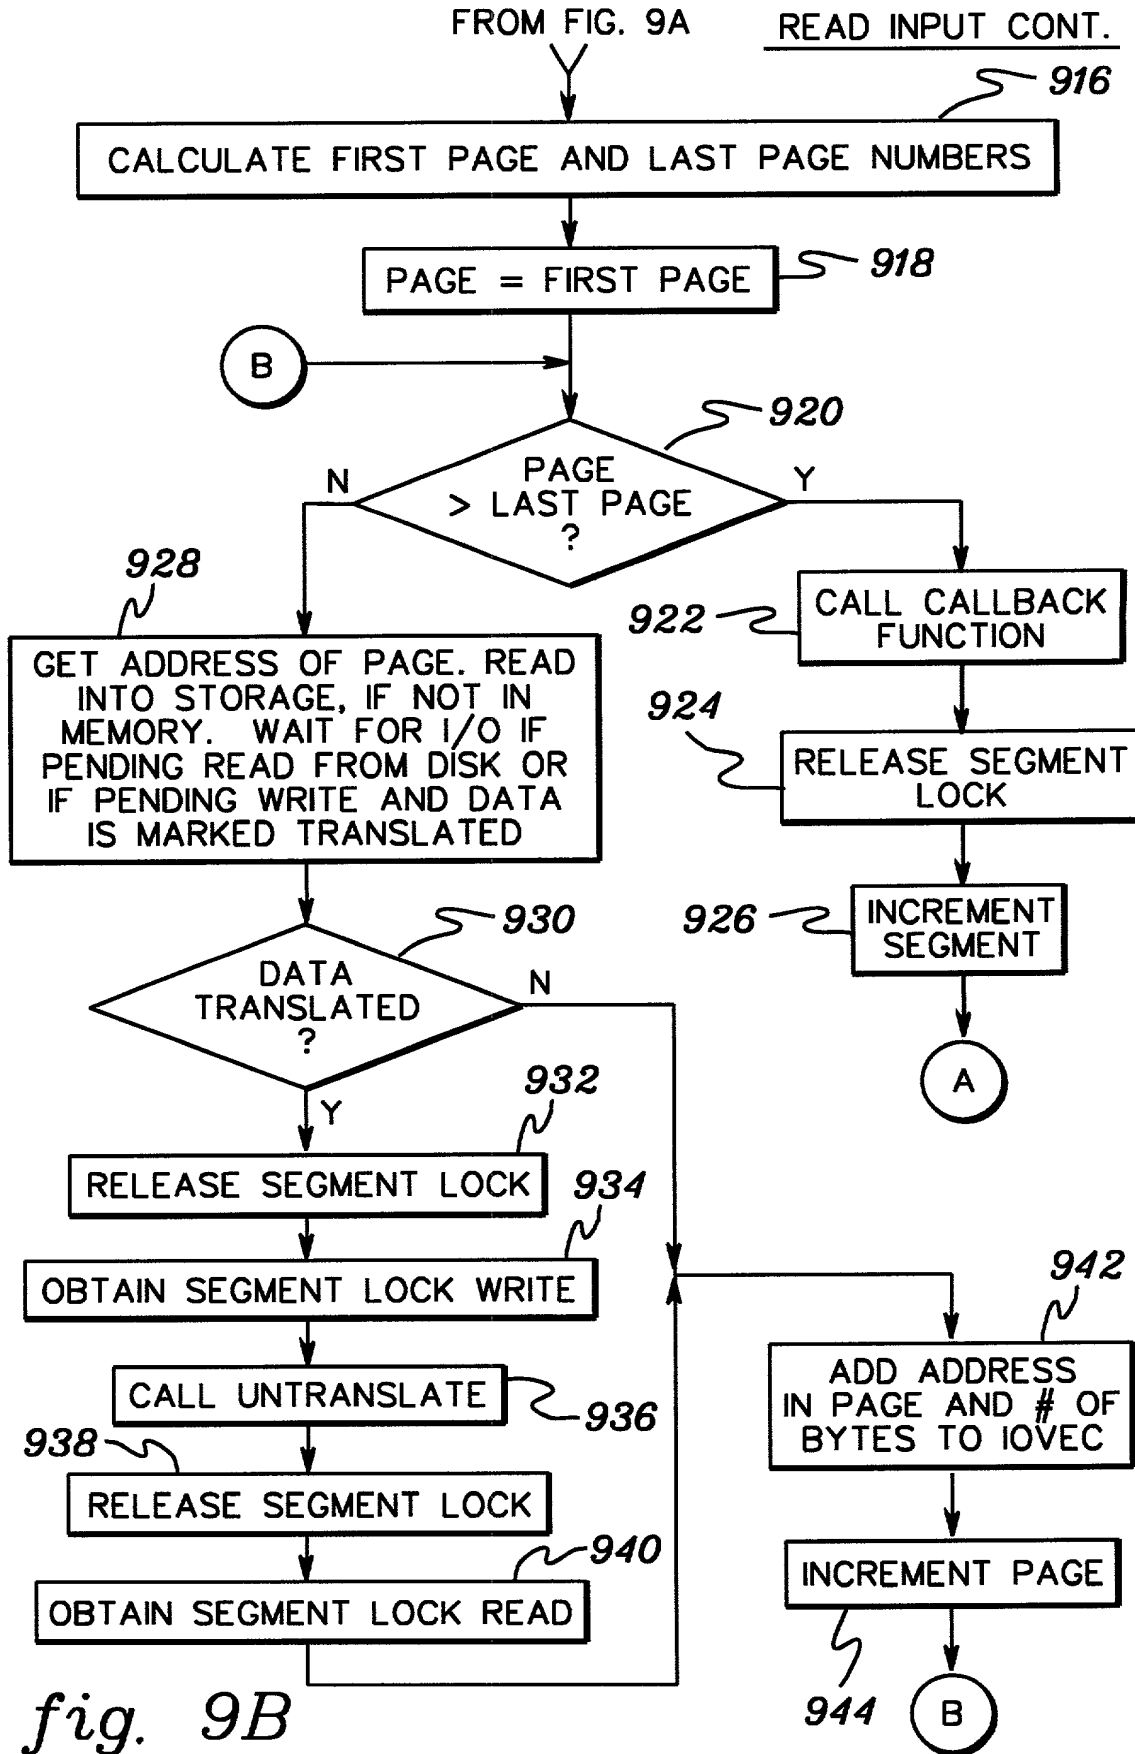 FROM FIG. 9A
READ INPUT CONT.
916
CALCULATE FIRST PAGE AND LAST PAGE NUMBERS
PAGE = FIRST PAGE
918
B
920
PAGE
> LAST PAGE
?
N
Y
928
GET ADDRESS OF PAGE. READ
INTO STORAGE, IF NOT IN
MEMORY. WAIT FOR I/O IF
PENDING READ FROM DISK OR
IF PENDING WRITE AND DATA
IS MARKED TRANSLATED
922
CALL CALLBACK
FUNCTION
924
RELEASE SEGMENT
LOCK
926
INCREMENT
SEGMENT
A
930
DATA
TRANSLATED
?
N
Y
932
RELEASE SEGMENT LOCK
934
OBTAIN SEGMENT LOCK WRITE
CALL UNTRANSLATE
936
938
RELEASE SEGMENT LOCK
940
OBTAIN SEGMENT LOCK READ
942
ADD ADDRESS
IN PAGE AND # OF
BYTES TO IOVEC
INCREMENT PAGE
944
B
fig. 9B